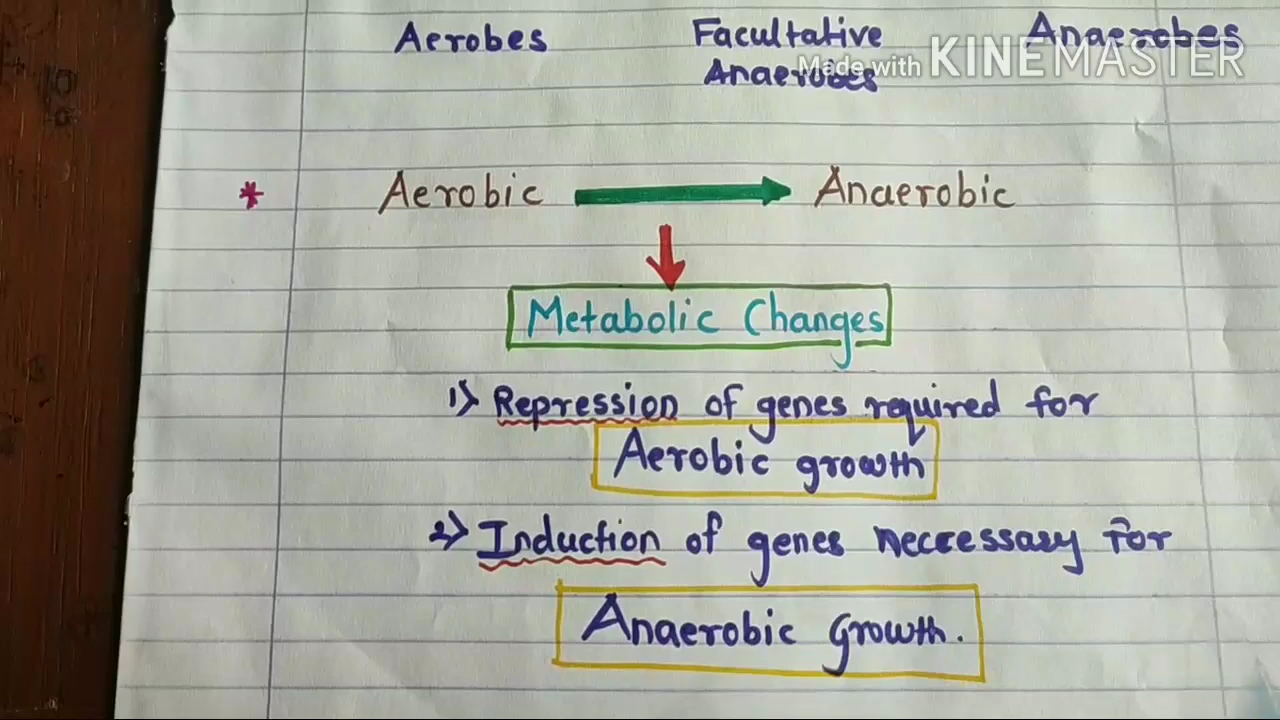 Aerobes Facultative Anaerobes
Anaerobes
Made with KINEMASTER
* Aerobic Anaerobic
Metabolic Changes
1) Repression of genes required for
Aerobic growth
2) Induction of genes neccessary for
Anaerobic Growth.